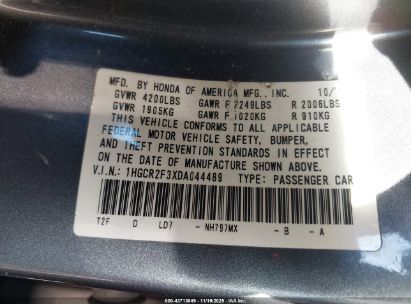 MFD. BY HONDA OF AMERICA MFG., INC. 10/
GVWR 4200LBS GAWR F 2249LBS R 2006LBS
GVWR 1905KG GAWR F 1020KG R 910KG
THIS VEHICLE CONFORMS TO ALL APPLICABLE
FEDERAL MOTOR VEHICLE SAFETY, BUMPER,
AND THEFT PREVENTION STANDARDS IN EFFECT
ON THE DATE OF MANUFACTURE SHOWN ABOVE.
V.I.N.: 1HGCR2F3XDA044489 TYPE: PASSENGER CAR
T2F D LD7 - NH797MX - B - A